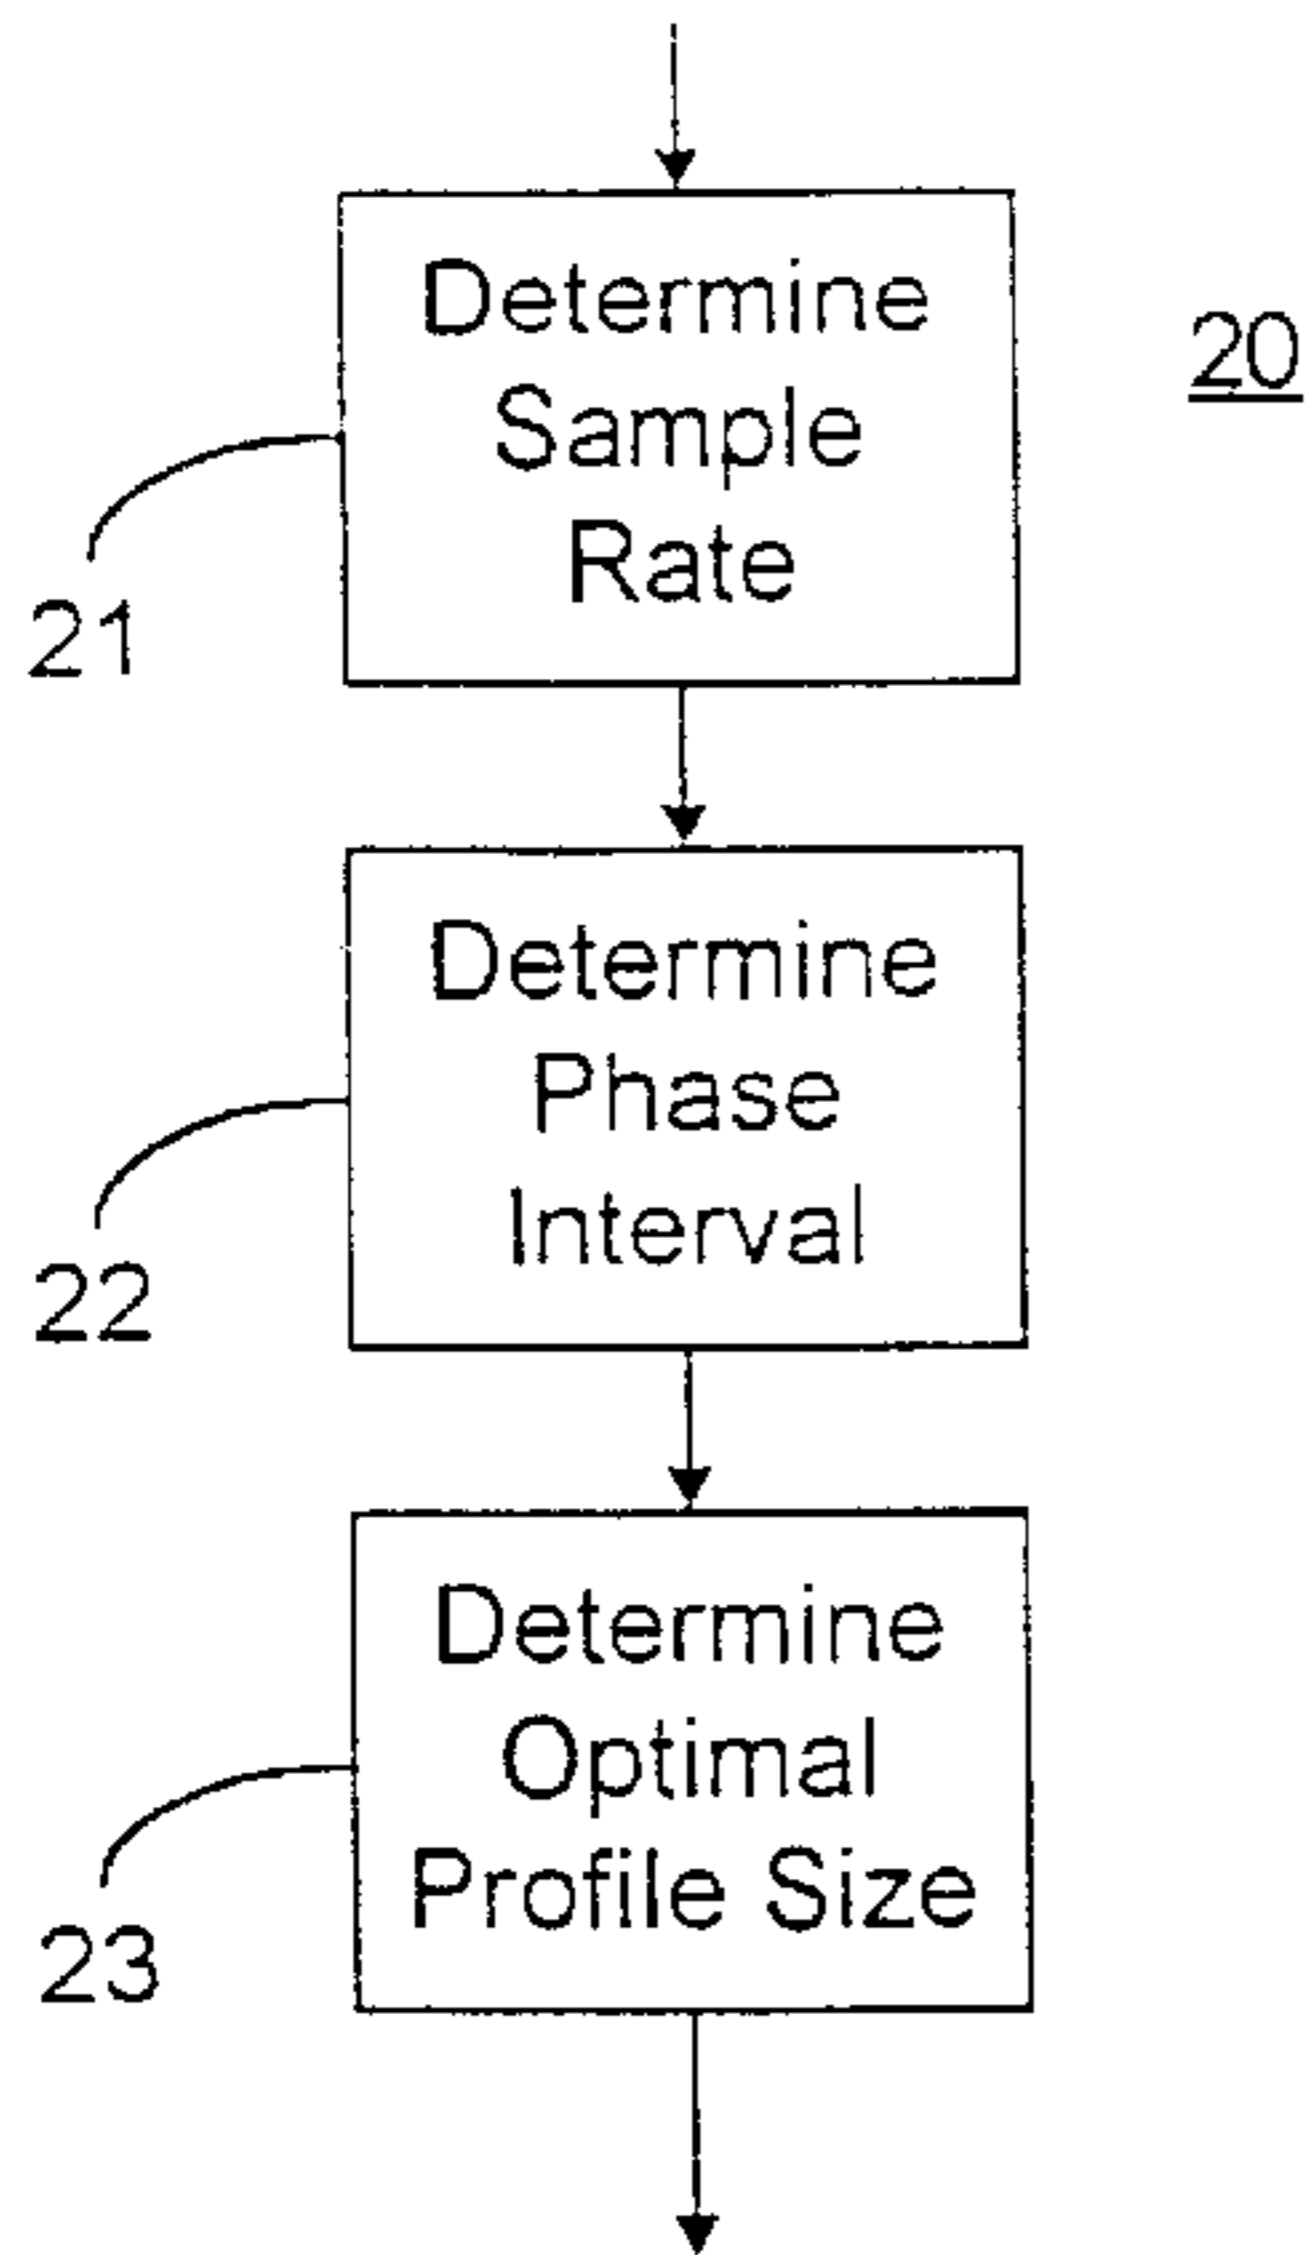 Determine
Sample
Rate
20
21
Determine
Phase
Interval
22
Determine
Optimal
Profile Size
23